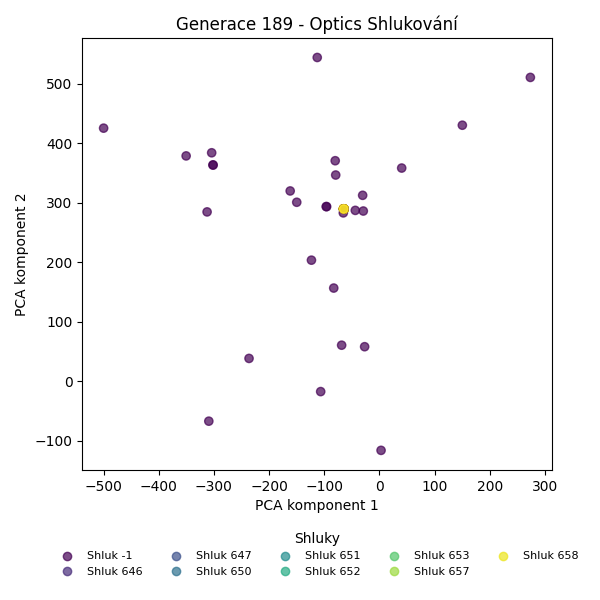 Generace 189 - Optics Shlukování
PCA komponent 2
500
400
300
200
100
0
−100
−500 −400 −300 −200 −100 0 100 200 300
PCA komponent 1
Shluky
Shluk -1 Shluk 647 Shluk 651 Shluk 653 Shluk 658
Shluk 646 Shluk 650 Shluk 652 Shluk 657